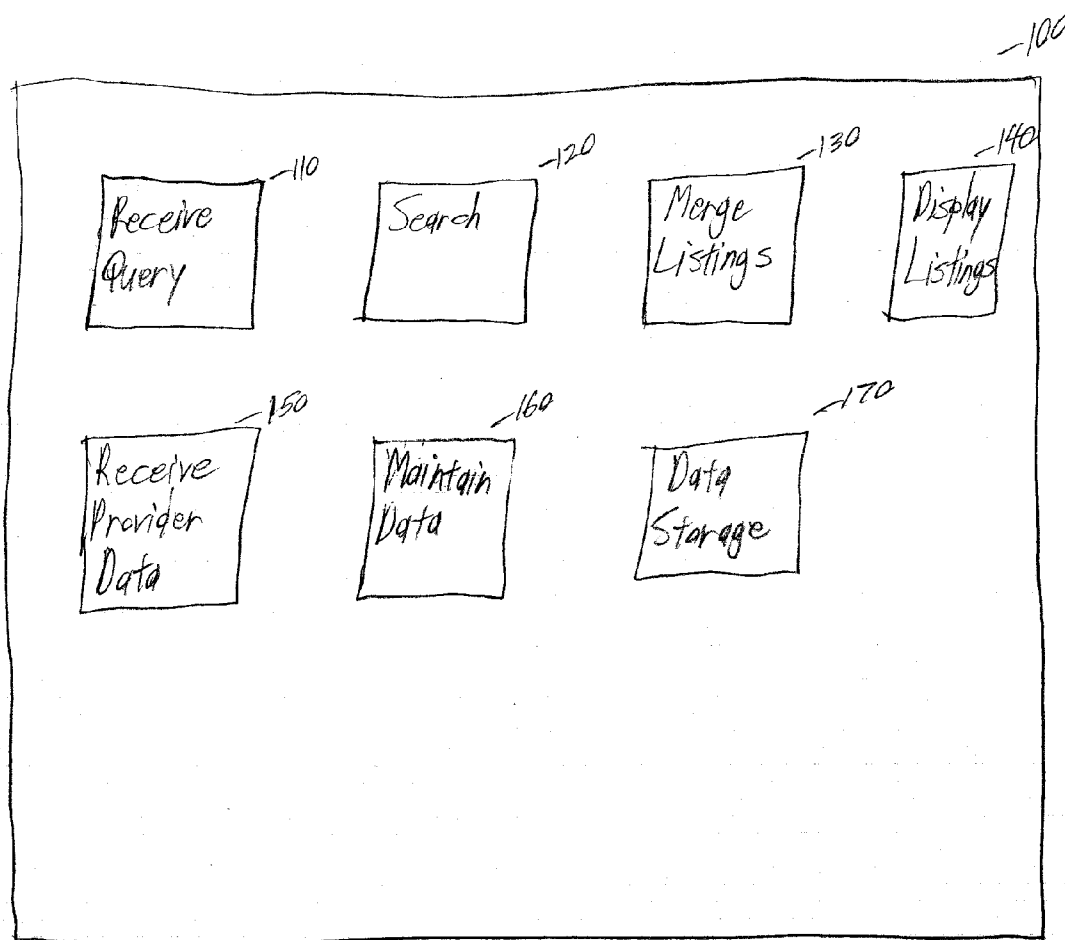 -100
-110
-120
-130
-140
Receive
Query
Search
Merge
Listings
Display
Listings
-150
-160
-170
Receive
Provider
Data
Maintain
Data
Data
Storage